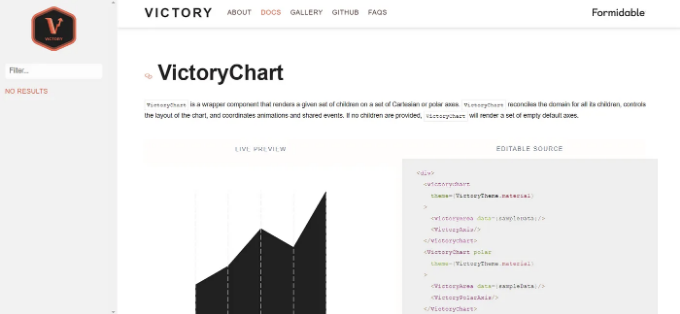 VICTORY
ABOUT DOCS GALLERY GITHUB FAQS
Formidable
VICTORY
Filter...
NO RESULTS
VictoryChart
VictoryChart is a wrapper component that renders a given set of children on a set of Cartesian or polar axes. VictoryChart reconciles the domain for all its children, controls
the layout of the chart, and coordinates animations and shared events. If no children are provided, VictoryChart will render a set of empty default axes.
LIVE PREVIEW
EDITABLE SOURCE
<div>
<VictoryChart
theme={VictoryTheme.material}
>
<VictoryArea data={sampleData}/>
<VictoryAxis/>
</VictoryChart>
<VictoryChart polar
theme={VictoryTheme.material}
>
<VictoryArea data={sampleData}/>
<VictoryPolarAxis/>
</VictoryChart>